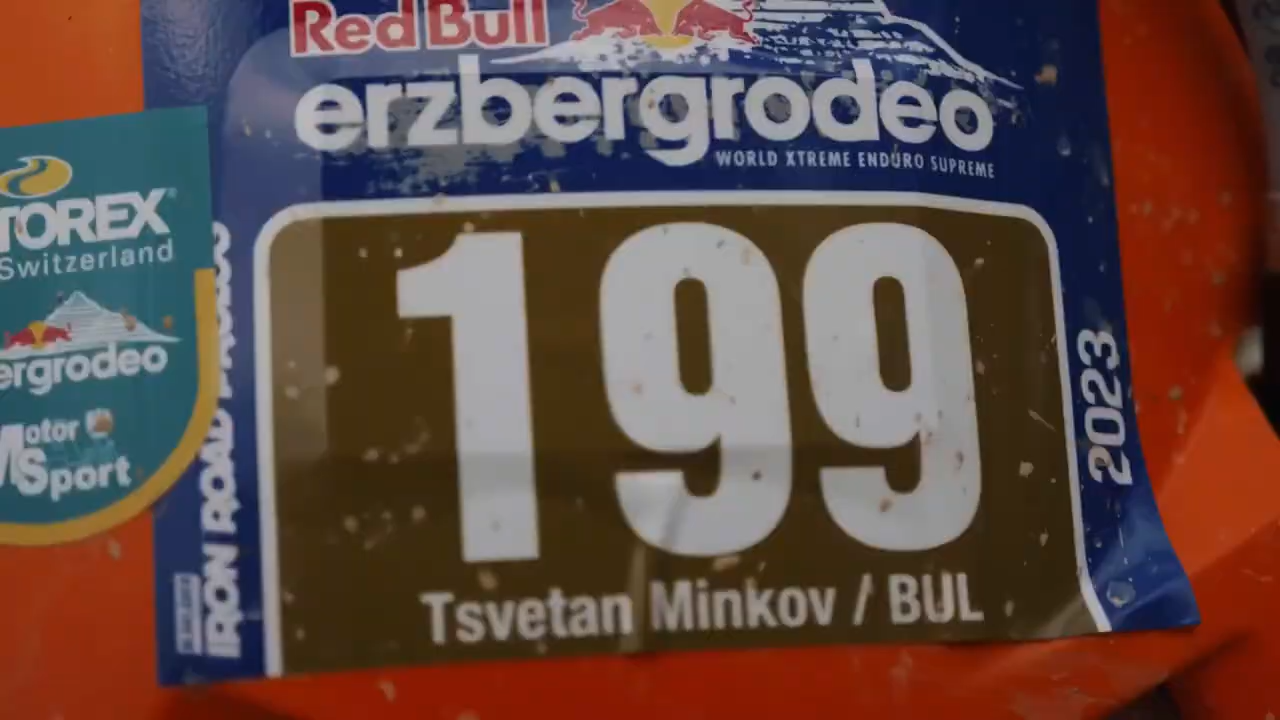 Red Bull
erzbergrodeo
WORLD XTREME ENDURO SUPREME
TOREX
Switzerland
ergrodeo
Motor
Sport
IRON ROAD
199
2023
Tsvetan Minkov / BUL